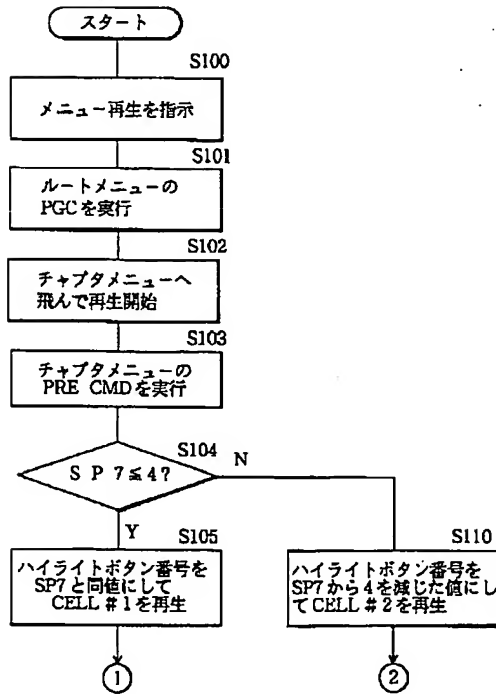 スタート
S100
メニュー再生を指示
S101
ルートメニューの
PGCを実行
S102
チャプタメニューへ
飛んで再生開始
S103
チャプタメニューの
PRE CMDを実行
S104
SP7≦4?
N
Y
S105
ハイライトボタン番号を
SP7と同値にして
CELL #1を再生
S110
ハイライトボタン番号を
SP7から4を減じた値にし
てCELL #2を再生
1
2